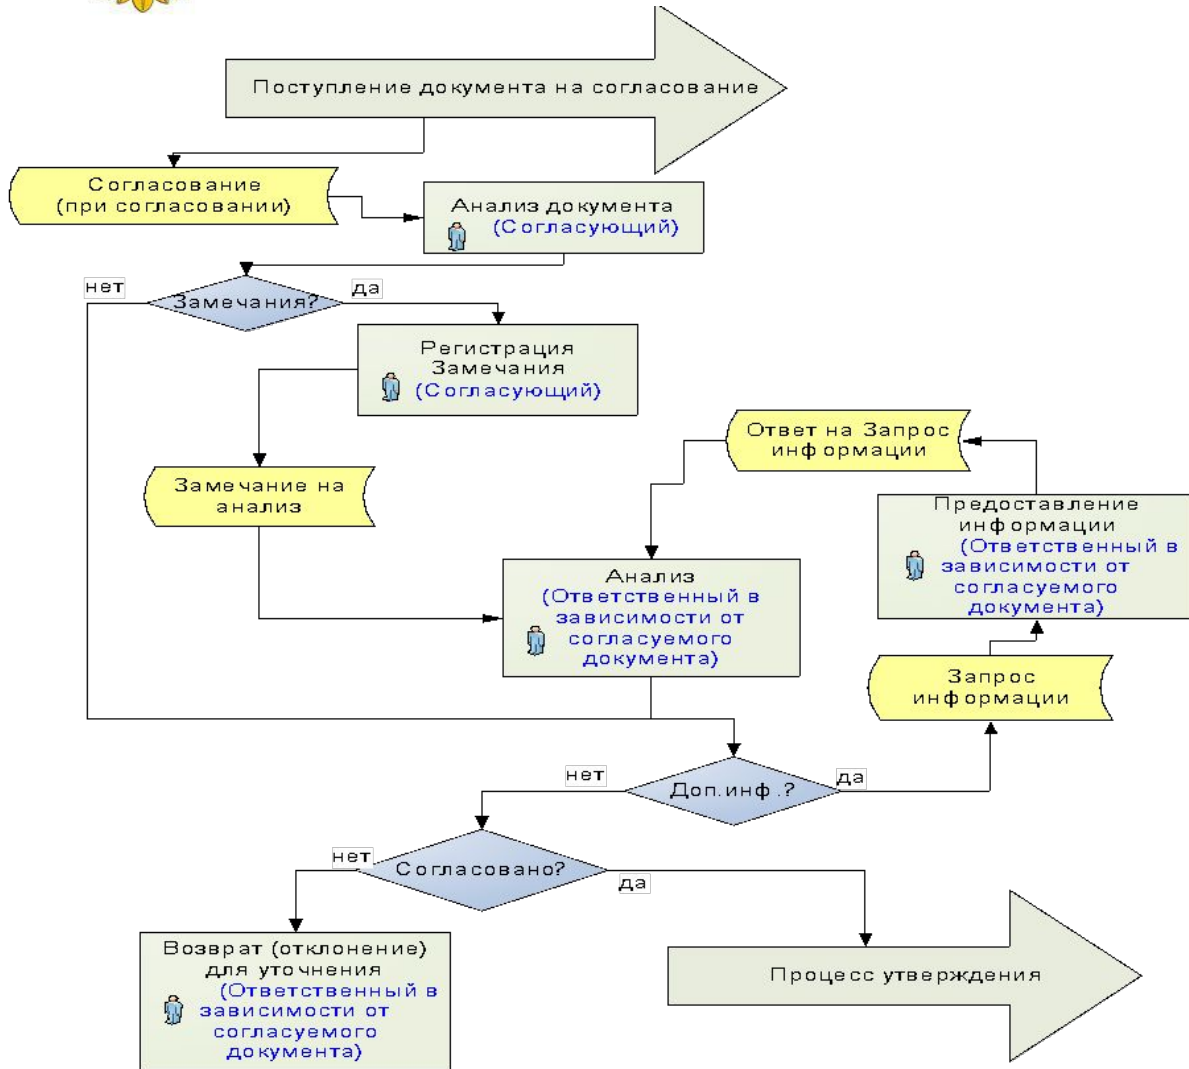 Поступление документа на согласование
Согласование
(при согласовании)
Анализ документа
(Согласующий)
нет
Замечания?
да
Регистрация
Замечания
(Согласующий)
Ответ на Запрос
информации
Замечание на
анализ
Предоставление
информации
(Ответственный в
зависимости от
согласуемого
документа)
Анализ
(Ответственный в
зависимости от
согласуемого
документа)
Запрос
информации
нет
Доп.инф.?
да
нет
Согласовано?
да
Возврат (отклонение)
для уточнения
(Ответственный в
зависимости от
согласуемого
документа)
Процесс утверждения